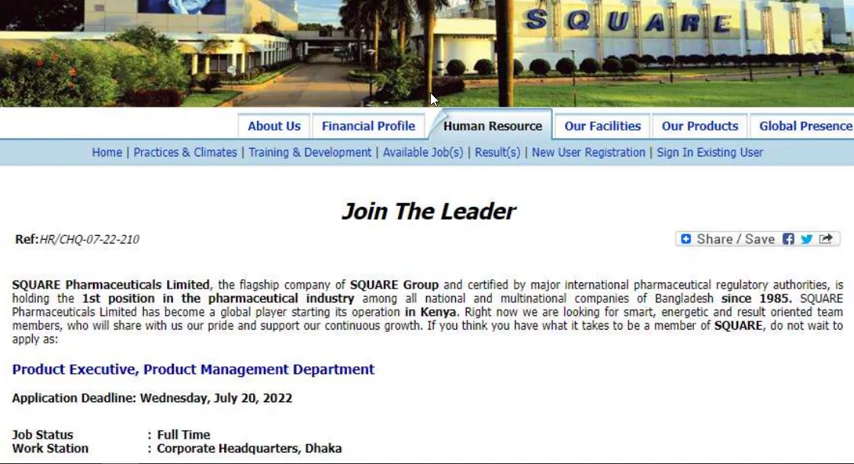 SQUARE
About Us Financial Profile Human Resource Our Facilities Our Products Global Presence
Home | Practices & Climates | Training & Development | Available Job(s) | Result(s) | New User Registration | Sign In Existing User
Join The Leader
Ref:HR/CHQ-07-22-210
Share / Save
SQUARE Pharmaceuticals Limited, the flagship company of SQUARE Group and certified by major international pharmaceutical regulatory authorities, is
holding the 1st position in the pharmaceutical industry among all national and multinational companies of Bangladesh since 1985. SQUARE
Pharmaceuticals Limited has become a global player starting its operation in Kenya. Right now we are looking for smart, energetic and result oriented team
members, who will share with us our pride and support our continuous growth. If you think you have what it takes to be a member of SQUARE, do not wait to
apply as:
Product Executive, Product Management Department
Application Deadline: Wednesday, July 20, 2022
Job Status : Full Time
Work Station : Corporate Headquarters, Dhaka